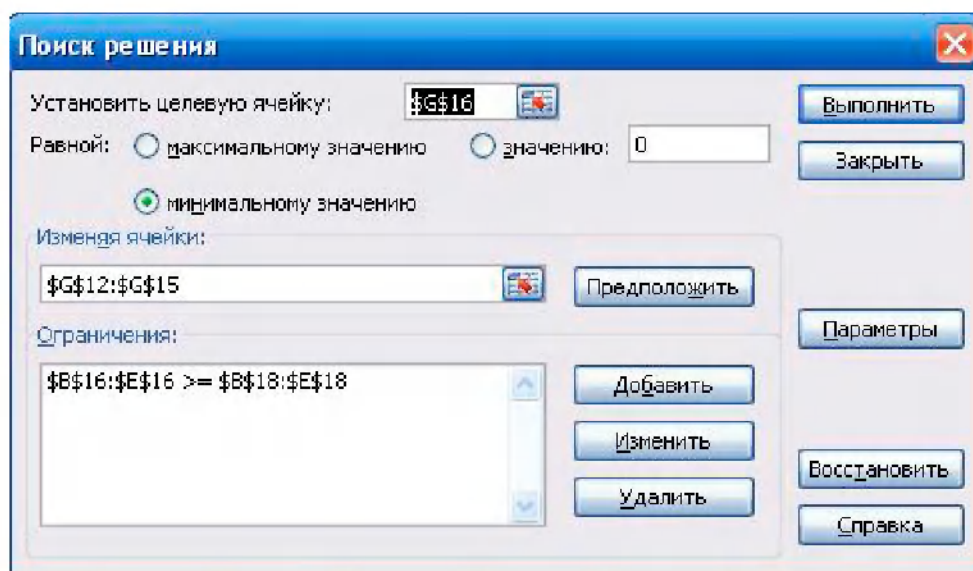 Поиск решения
Установить целевую ячейку: $G$16
Выполнить
Равной: максимальному значению значению: 0
Закрыть
минимальному значению
Изменяя ячейки:
$G$12:$G$15
Предположить
Параметры
Ограничения:
$B$16:$E$16 >= $B$18:$E$18
Добавить
Изменить
Удалить
Восстановить
Справка